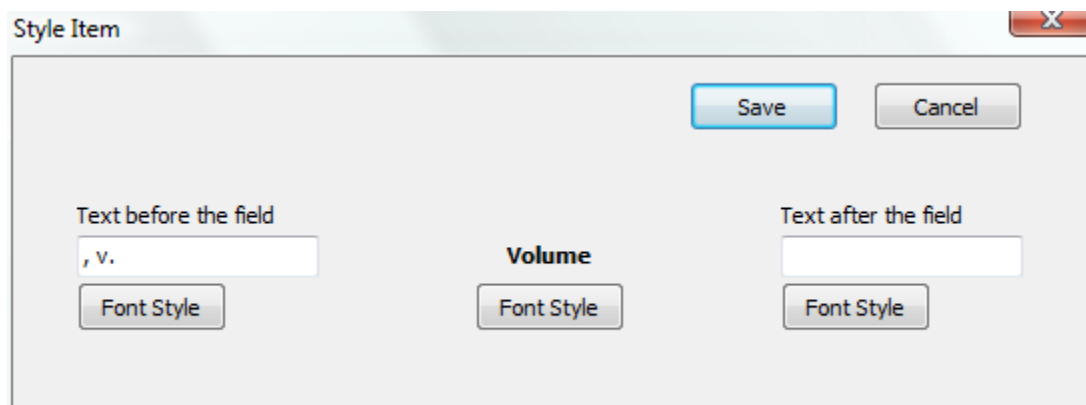 Style Item
X
Save Cancel
Text before the field Text after the field
, v. Volume
Font Style Font Style Font Style